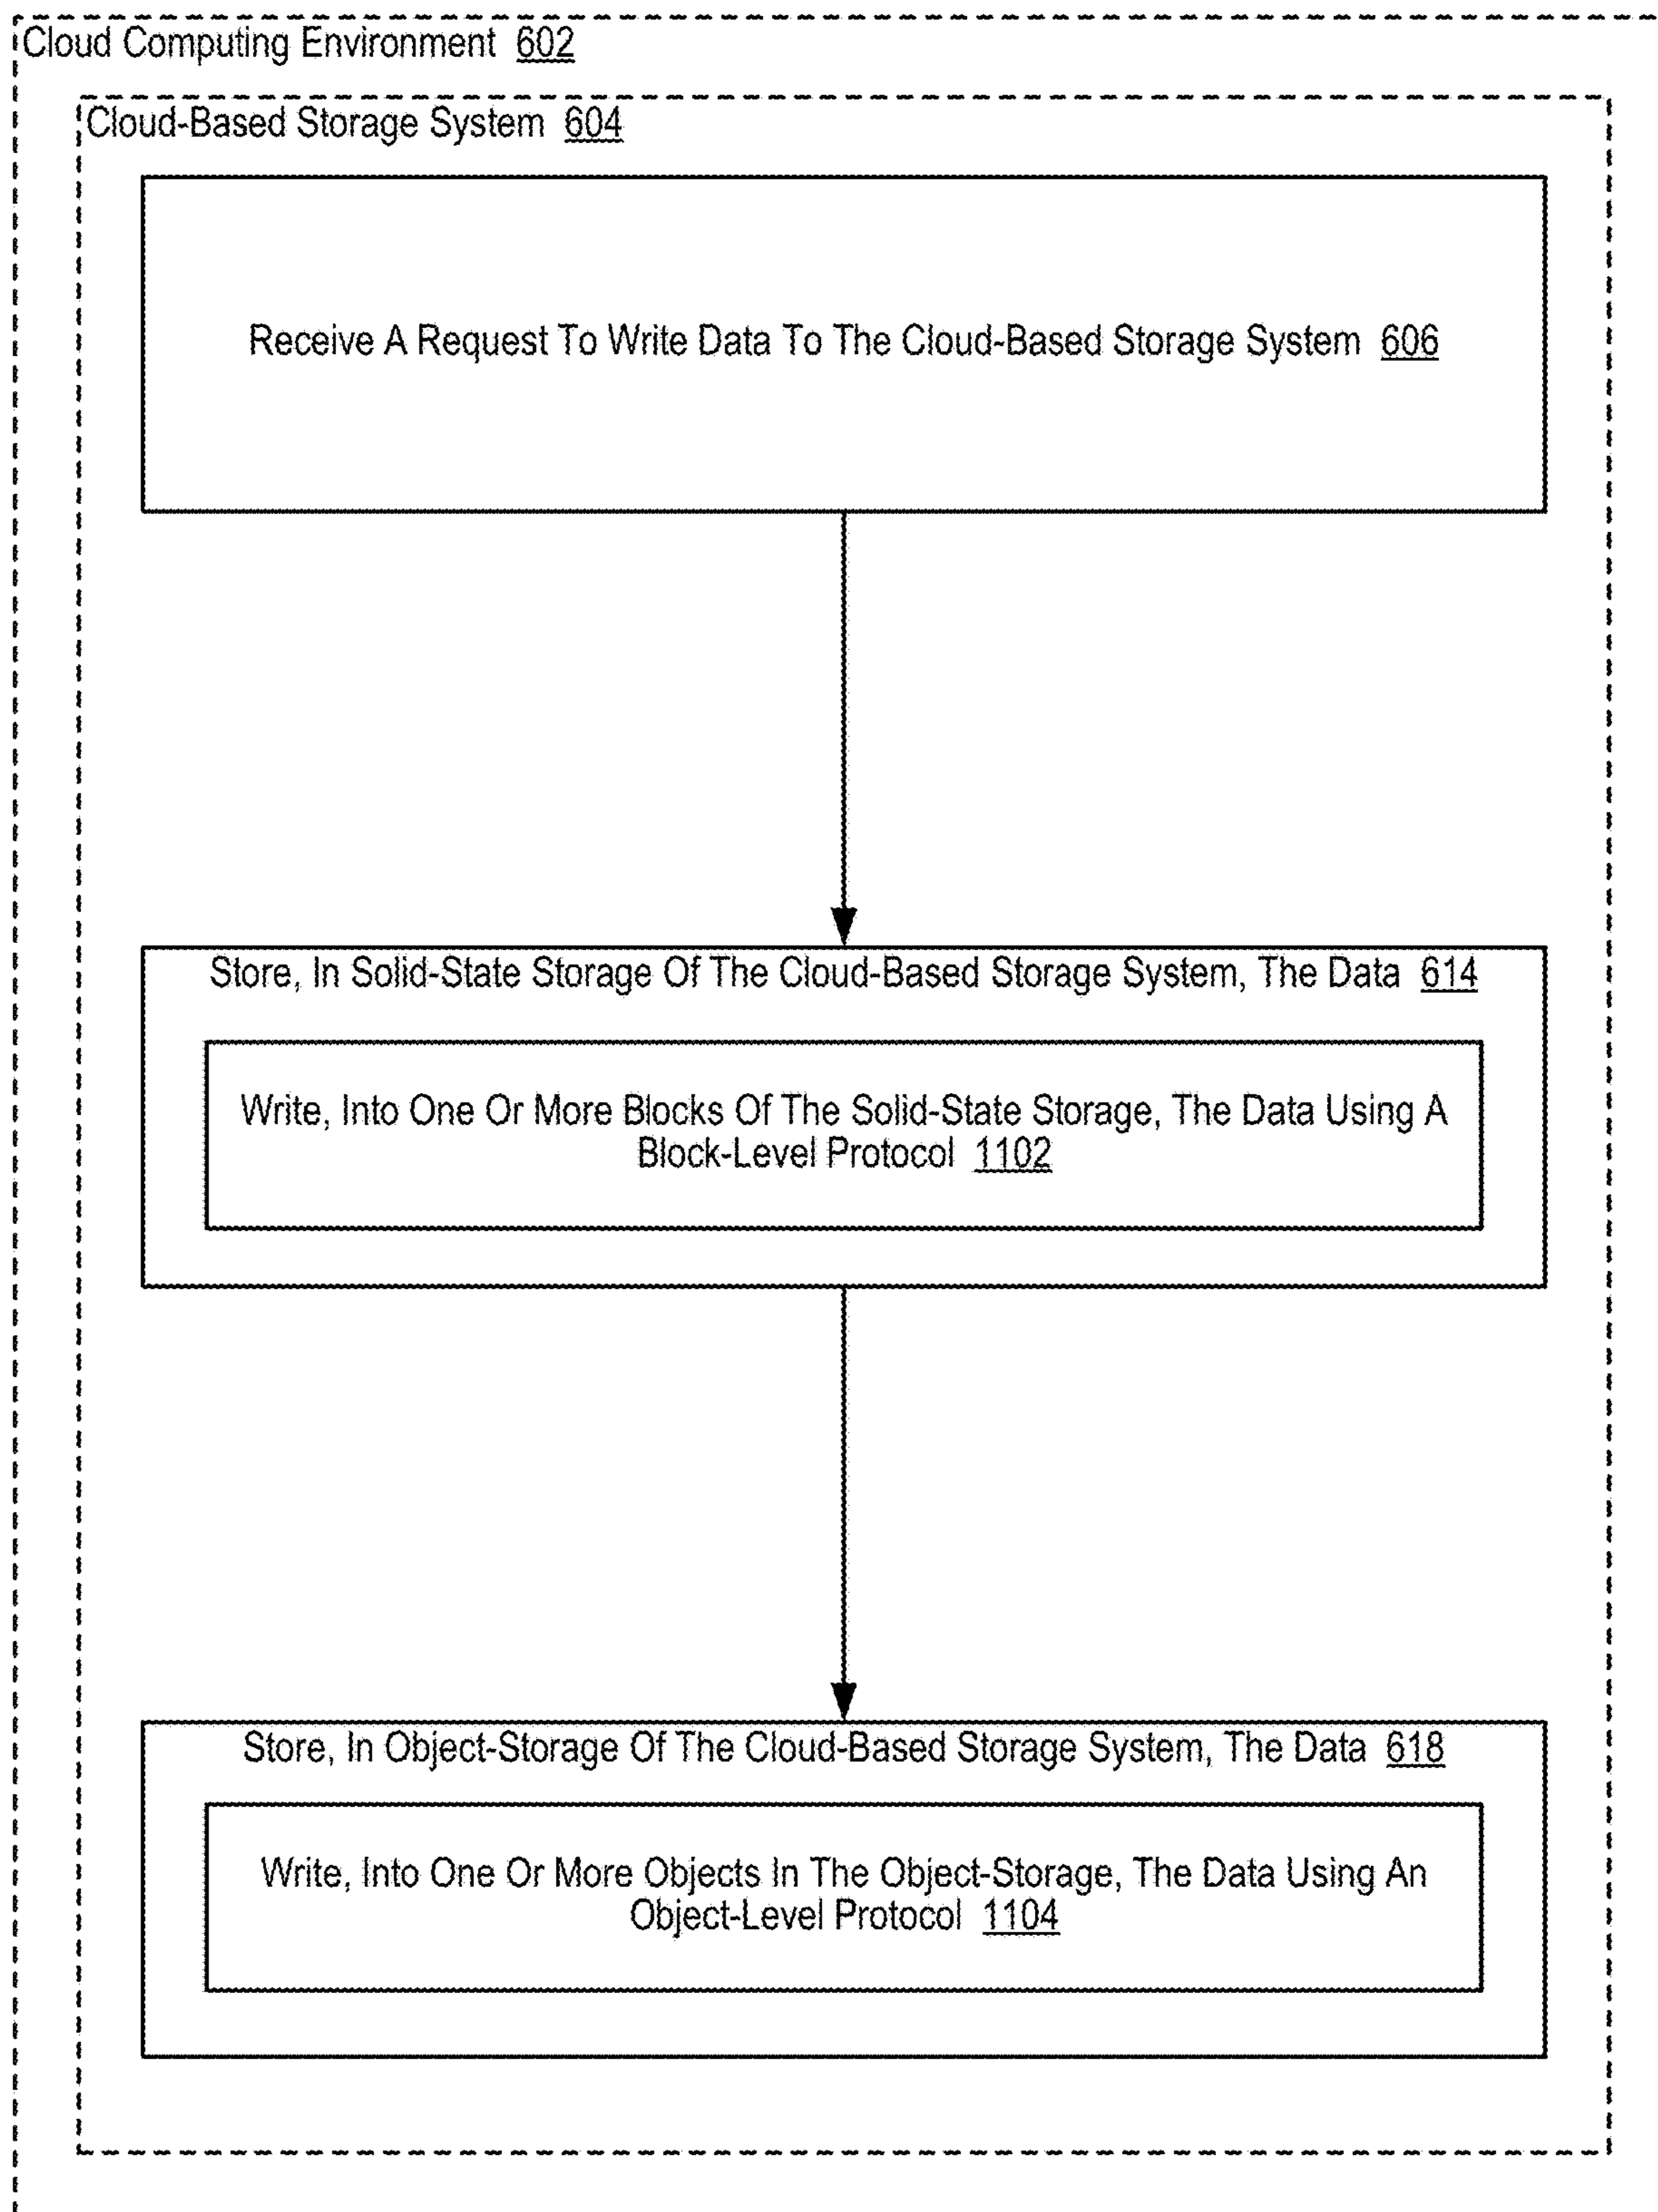 Cloud Computing Environment 602
Cloud-Based Storage System 604
Receive A Request To Write Data To The Cloud-Based Storage System 606
Store, In Solid-State Storage Of The Cloud-Based Storage System, The Data 614
Write, Into One Or More Blocks Of The Solid-State Storage, The Data Using A
Block-Level Protocol 1102
Store, In Object-Storage Of The Cloud-Based Storage System, The Data 618
Write, Into One Or More Objects In The Object-Storage, The Data Using An
Object-Level Protocol 1104